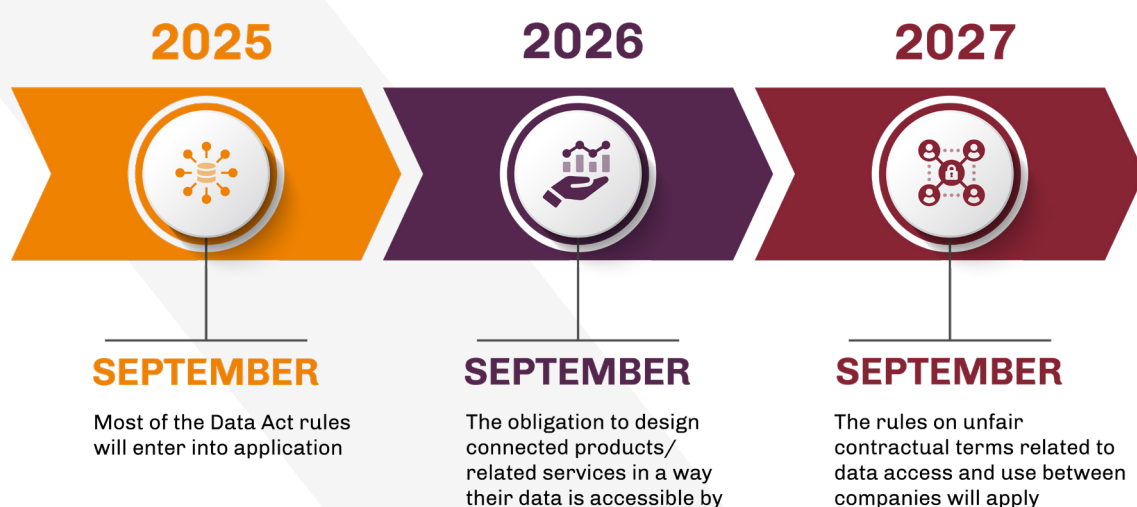 2025
2026
2027
SEPTEMBER
Most of the Data Act rules
will enter into application
SEPTEMBER
The obligation to design
connected products/
related services in a way
their data is accessible by
SEPTEMBER
The rules on unfair
contractual terms related to
data access and use between
companies will apply